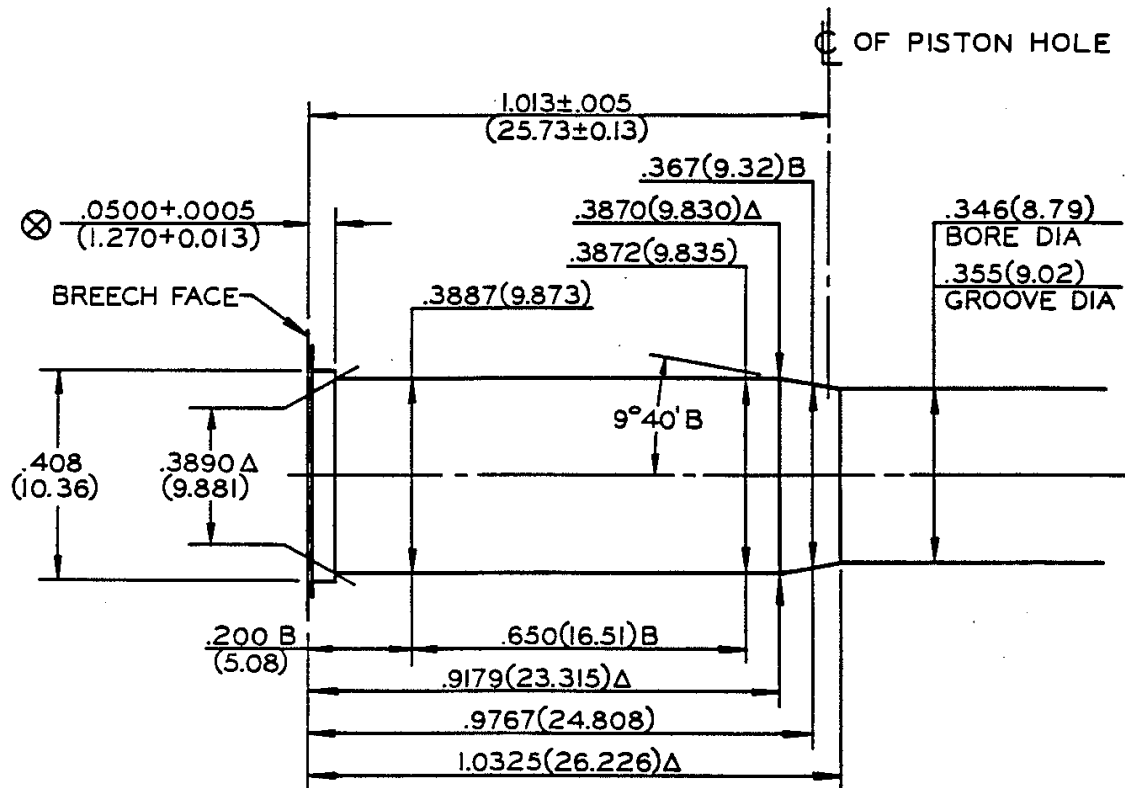 ℄ OF PISTON HOLE
1.013±.005
(25.73±0.13)
.367(9.32)B
⊗ .0500+.0005
(1.270+0.013)
.3870(9.830)Δ
.346(8.79)
BORE DIA
.3872(9.835)
.355(9.02)
GROOVE DIA
BREECH FACE
.3887(9.873)
9°40'B
.408
(10.36)
.3890Δ
(9.881)
.200 B
(5.08)
.650(16.51)B
.9179(23.315)Δ
.9767(24.808)
1.0325(26.226)Δ